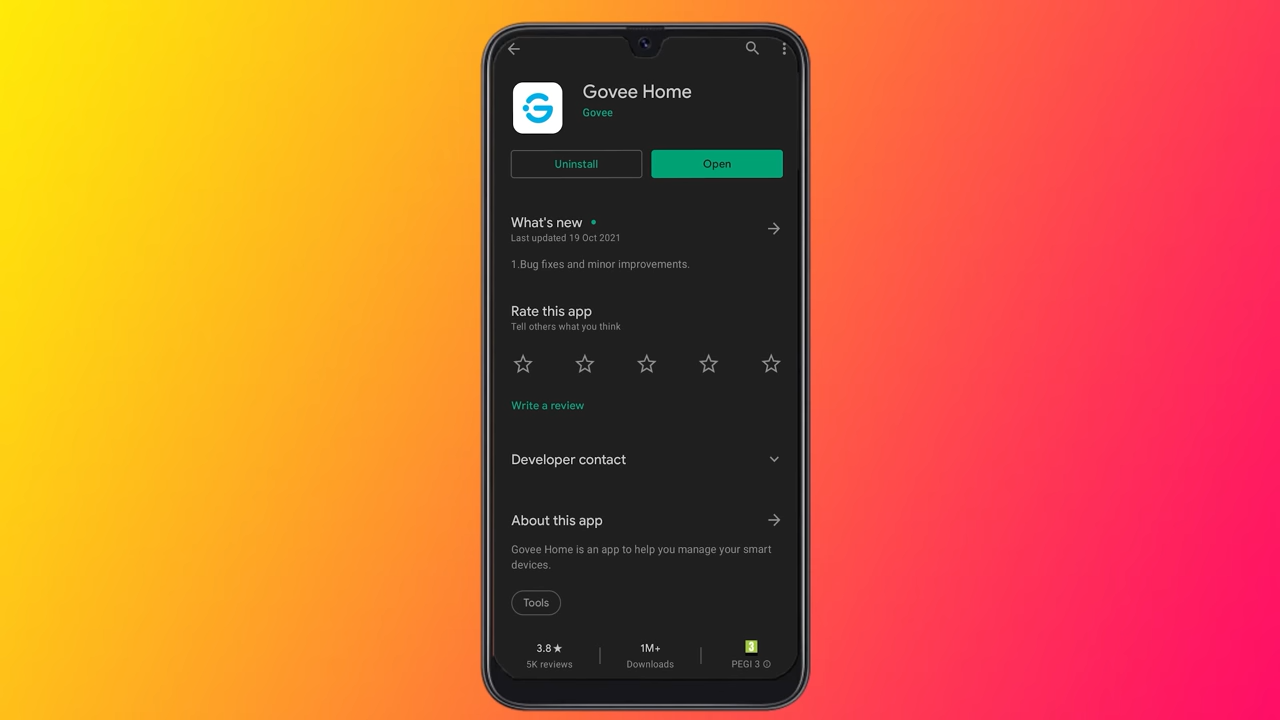 Govee Home
Govee
Uninstall
Open
What's new
Last updated 19 Oct 2021
1.Bug fixes and minor improvements.
Rate this app
Tell others what you think
Write a review
Developer contact
About this app
Govee Home is an app to help you manage your smart
devices.
Tools
3.8★
5K reviews
1M+
Downloads
3
PEGI 3